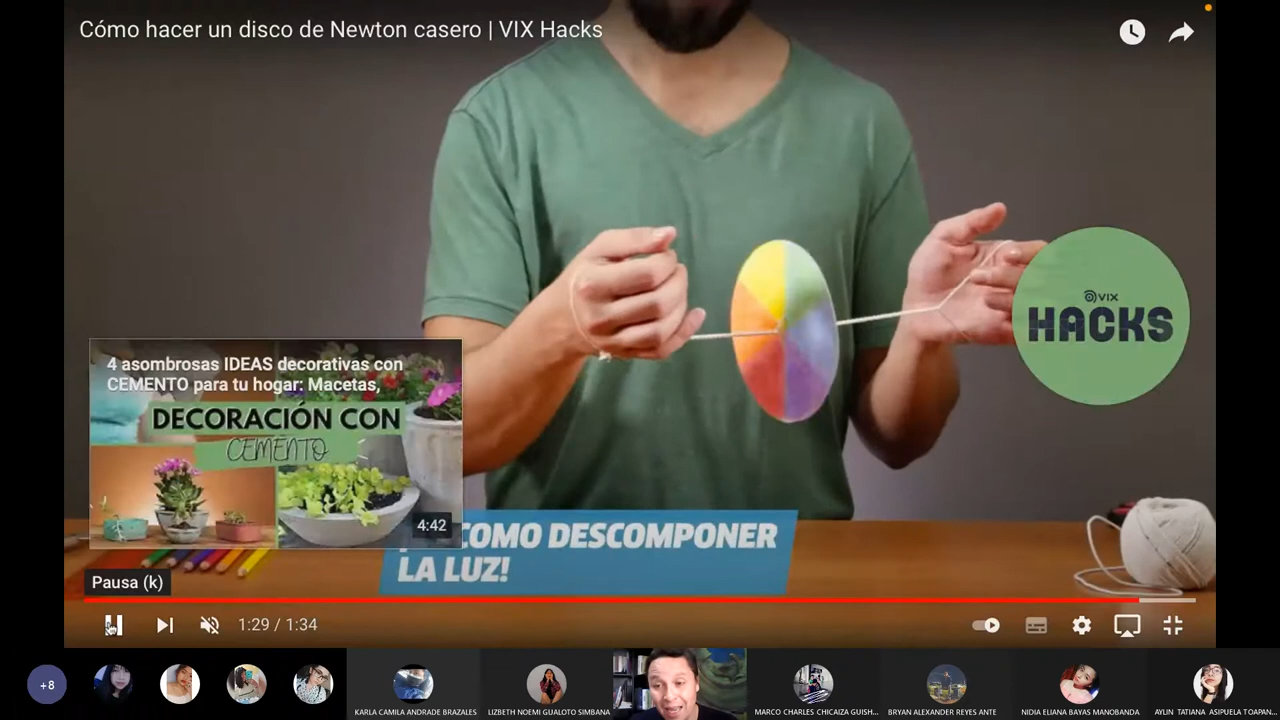 Cómo hacer un disco de Newton casero | VIX Hacks
VIX
HACKS
4 asombrosas IDEAS decorativas con
CEMENTO para tu hogar: Macetas,
DECORACIÓN CON
CEMENTO
4:42
COMO DESCOMPONER
LA LUZ!
Pausa (k)
1:29 / 1:34
+8
KARLA CAMILA ANDRADE BRAZALES
LIZBETH NOEMI GUALOTO SIMBANA
MARCO CHARLES CHICAIZA GUISH...
BRYAN ALEXANDER REYES ANTE
NIDIA ELIANA BAYAS MANOBANDA
AYLIN TATIANA ASIPUELA TOAPAN...